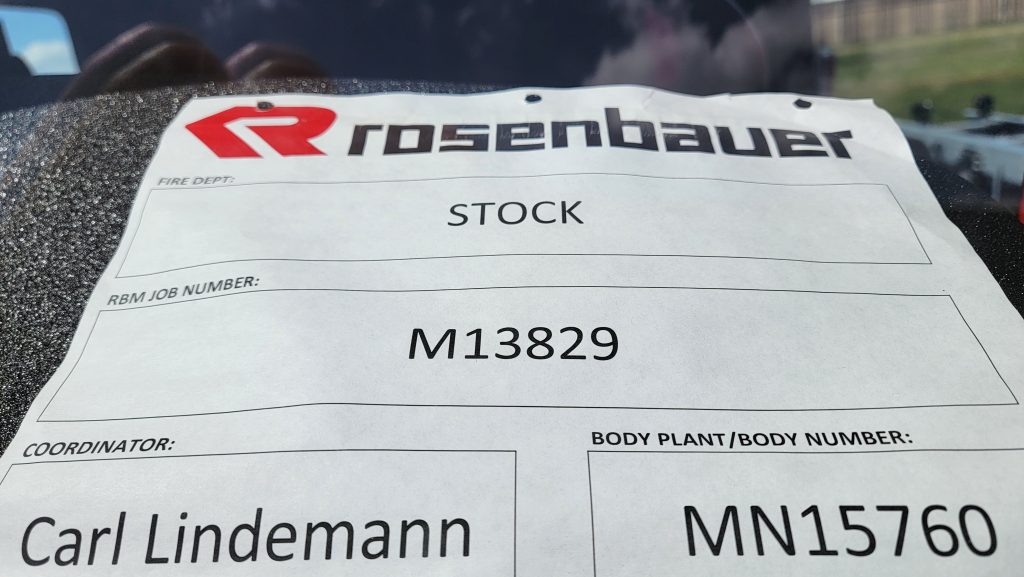 rosenbauer
FIRE DEPT:
STOCK
RBM JOB NUMBER:
M13829
COORDINATOR:
Carl Lindemann
BODY PLANT/BODY NUMBER:
MN15760